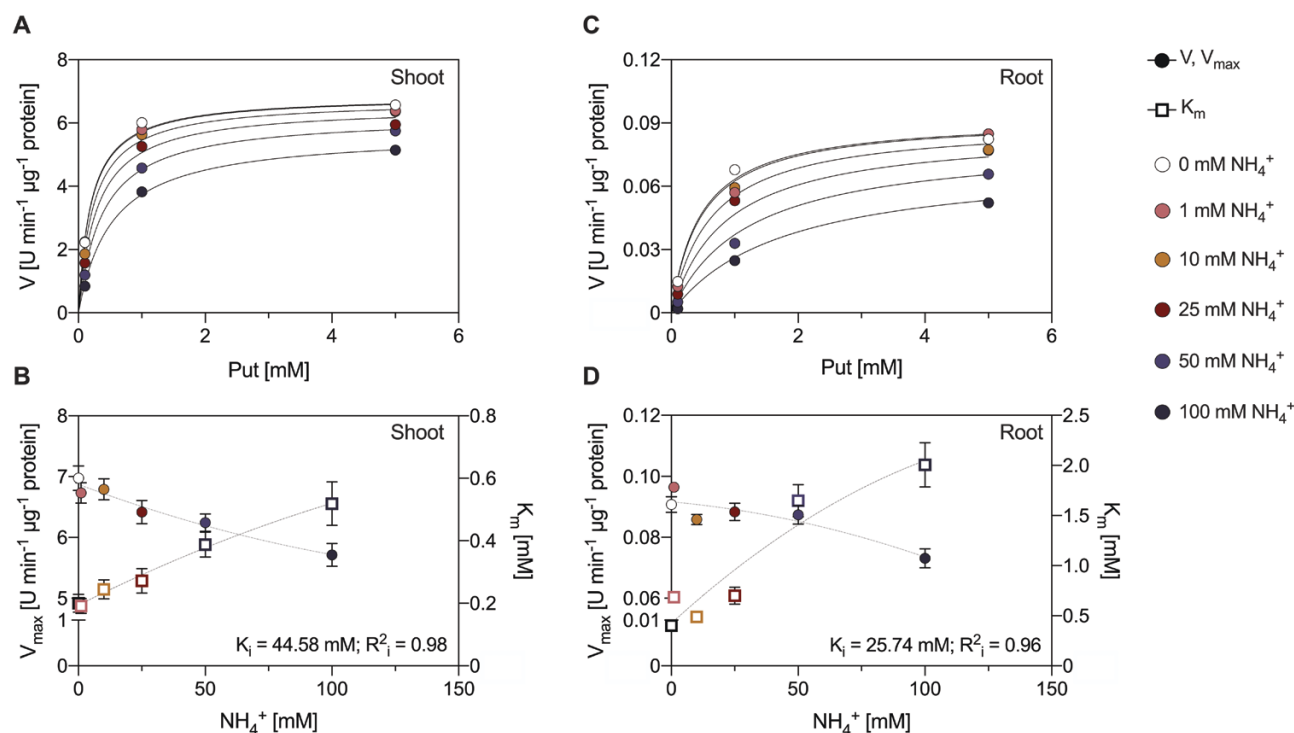 A
V [U min⁻¹ µg⁻¹ protein]
8
6
4
2
0
Shoot
0 2 4 6
Put [mM]
C
V [U min⁻¹ µg⁻¹ protein]
0.12
0.09
0.06
0.03
0
Root
0 2 4 6
Put [mM]
B
Vmax [U min⁻¹ µg⁻¹ protein]
8
7
6
5
1
0
Shoot
Ki = 44.58 mM; R²i = 0.98
0.8
0.6
0.4
0.2
0
Km [mM]
0 50 100 150
NH4⁺ [mM]
D
Vmax [U min⁻¹ µg⁻¹ protein]
0.12
0.10
0.08
0.06
0.01
0
Root
Ki = 25.74 mM; R²i = 0.96
2.5
2.0
1.5
1.0
0.5
0
Km [mM]
0 50 100 150
NH4⁺ [mM]
V, Vmax
Km
0 mM NH4⁺
1 mM NH4⁺
10 mM NH4⁺
25 mM NH4⁺
50 mM NH4⁺
100 mM NH4⁺